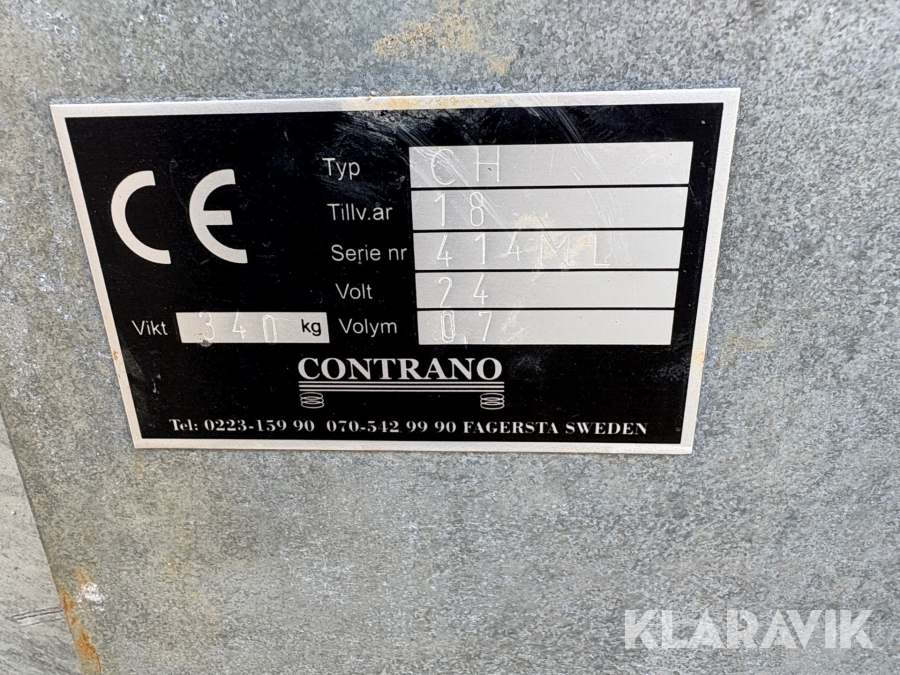 CE
Typ CH
Tillv.år 18
Serie nr 414ML
Volt 24
Vikt 340 kg Volym 0,7
CONTRANO
Tel: 0223-159 90 070-542 99 90 FAGERSTA SWEDEN
KLARAVIK